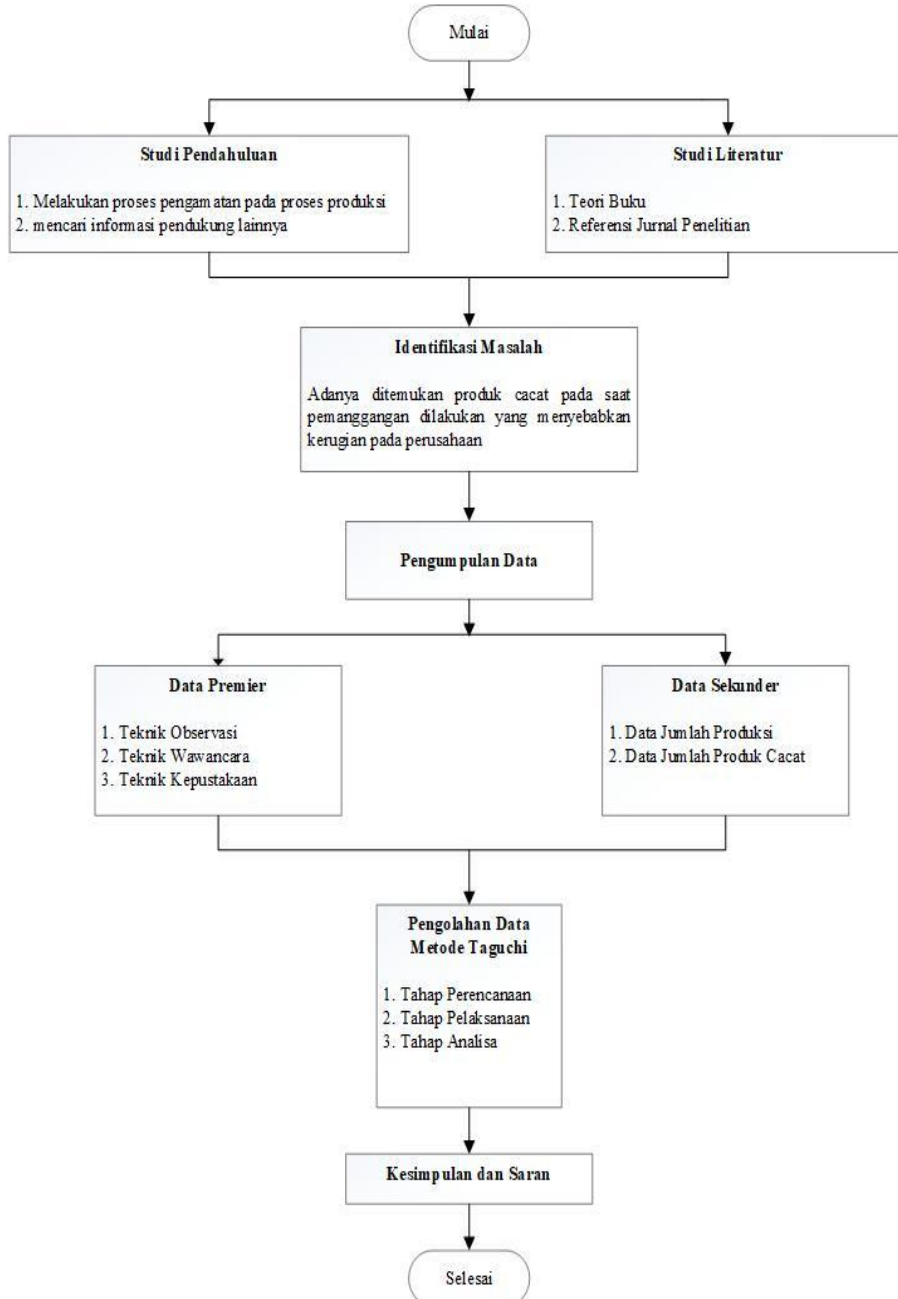 Mulai
Studi Pendahuluan
1. Melakukan proses pengamatan pada proses produksi
2. mencari informasi pendukung lainnya
Studi Literatur
1. Teori Buku
2. Referensi Jurnal Penelitian
Identifikasi Masalah
Adanya ditemukan produk cacat pada saat
pemanggangan dilakukan yang menyebabkan
kerugian pada perusahaan
Pengumpulan Data
Data Premier
1. Teknik Observasi
2. Teknik Wawancara
3. Teknik Kepustakaan
Data Sekunder
1. Data Jumlah Produksi
2. Data Jumlah Produk Cacat
Pengolahan Data
Metode Taguchi
1. Tahap Perencanaan
2. Tahap Pelaksanaan
3. Tahap Analisa
Kesimpulan dan Saran
Selesai